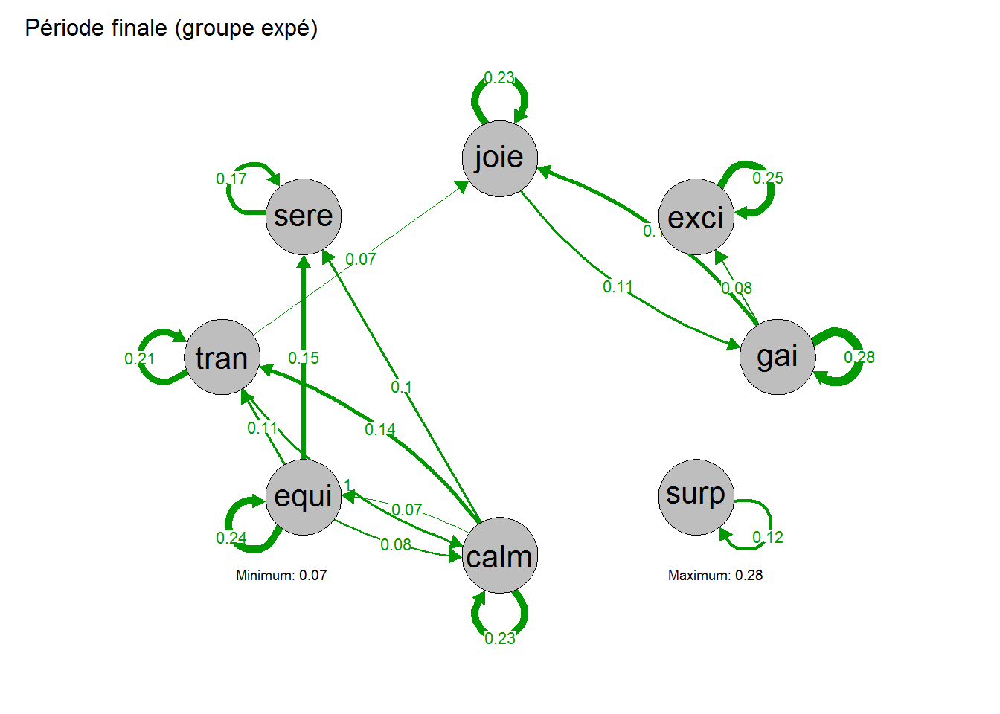 Période finale (groupe expé)
0.23
joie
0.17
sere
0.25
exci
0.07
0.11
0.08
0.21
tran
0.15
gai
0.28
0.1
0.11
0.14
equi
0.07
surp
0.24
0.08
calm
0.12
Minimum: 0.07
Maximum: 0.28
0.23